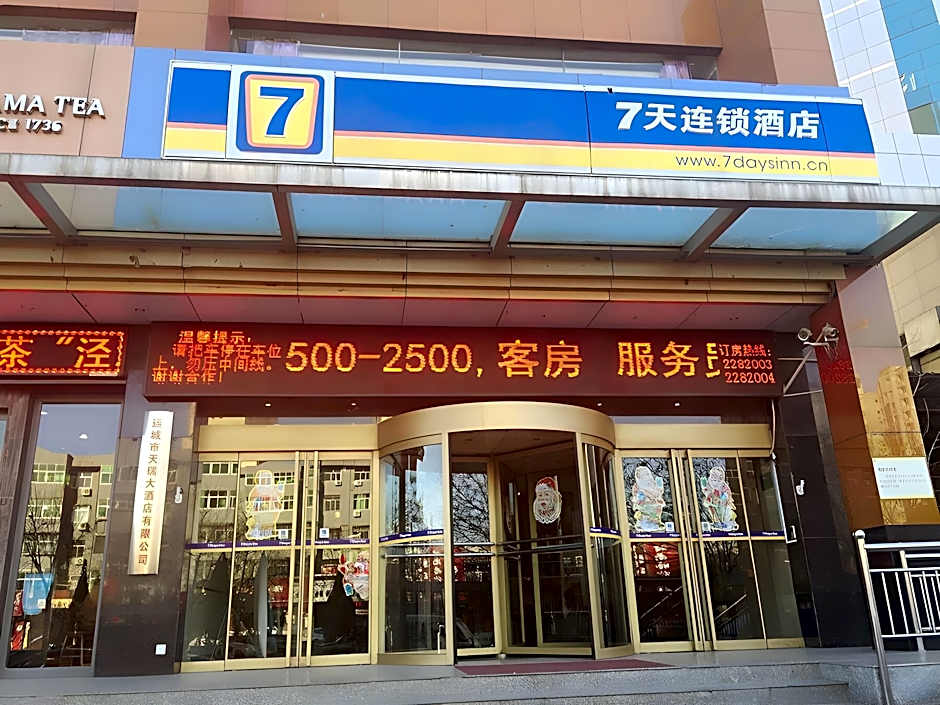 MA TEA
1736
7
7天连锁酒店
www.7daysinn.cn
茶"泾
温馨提示:
请把车停在车位
上,勿压中间线.
谢谢合作!
500-2500,客房 服务员
订房热线:
2282003
2282004
运城市天瑞大酒店有限公司